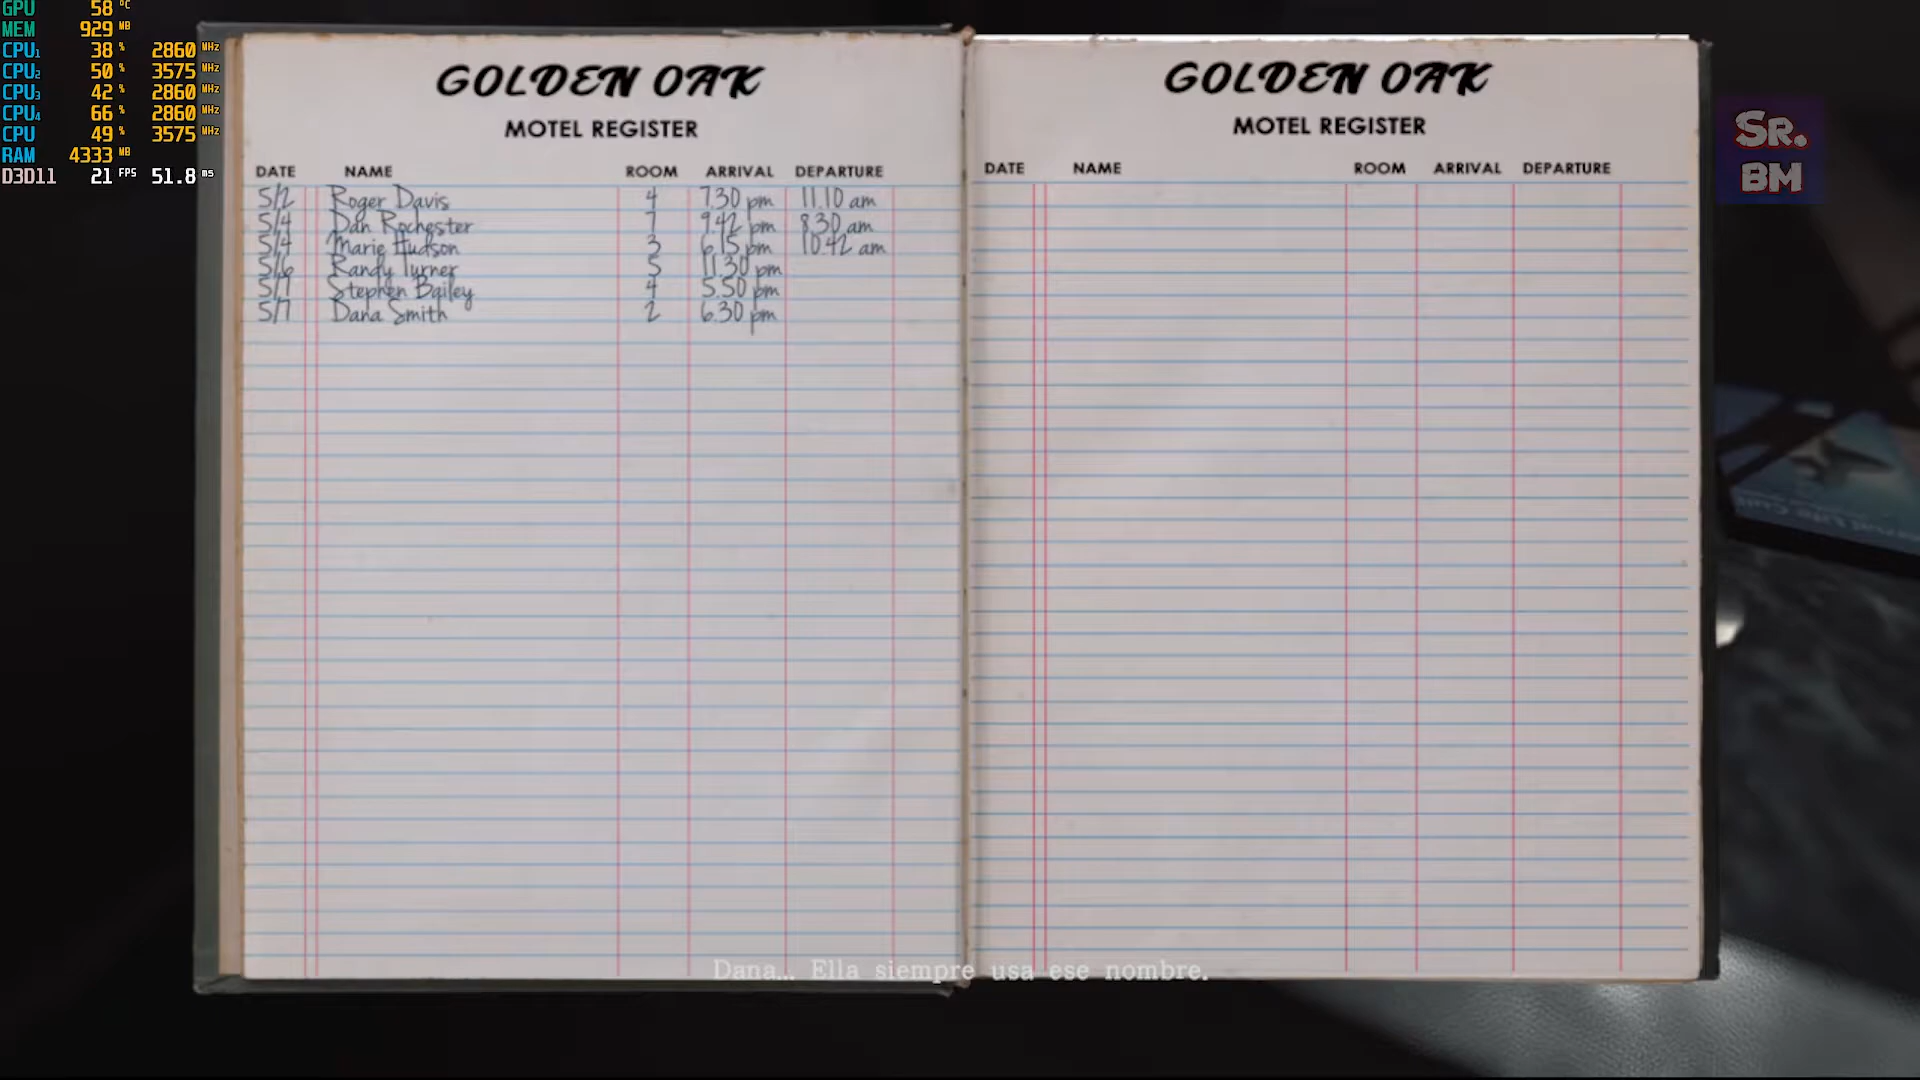 GPU 58 °C
MEM 929 MB
CPU1 38 % 2860 MHz
CPU2 50 % 3575 MHz
CPU3 42 % 2860 MHz
CPU4 66 % 2860 MHz
CPU 49 % 3575 MHz
RAM 4333 MB
D3D11 21 FPS 51.8 ms
GOLDEN OAK
MOTEL REGISTER
DATE NAME ROOM ARRIVAL DEPARTURE
5/2 Roger Davis 4 7.30 pm 11.10 am
5/4 Dan Rochester 7 9.42 pm 8.30 am
5/4 Marie Hudson 3 6.15 pm 10.42 am
5/6 Randy Turner 5 11.30 pm
5/7 Stephen Bailey 4 5.50 pm
5/7 Dana Smith 2 6.30 pm
GOLDEN OAK
MOTEL REGISTER
DATE NAME ROOM ARRIVAL DEPARTURE
SR.
BM
Dana... Ella siempre usa ese nombre.